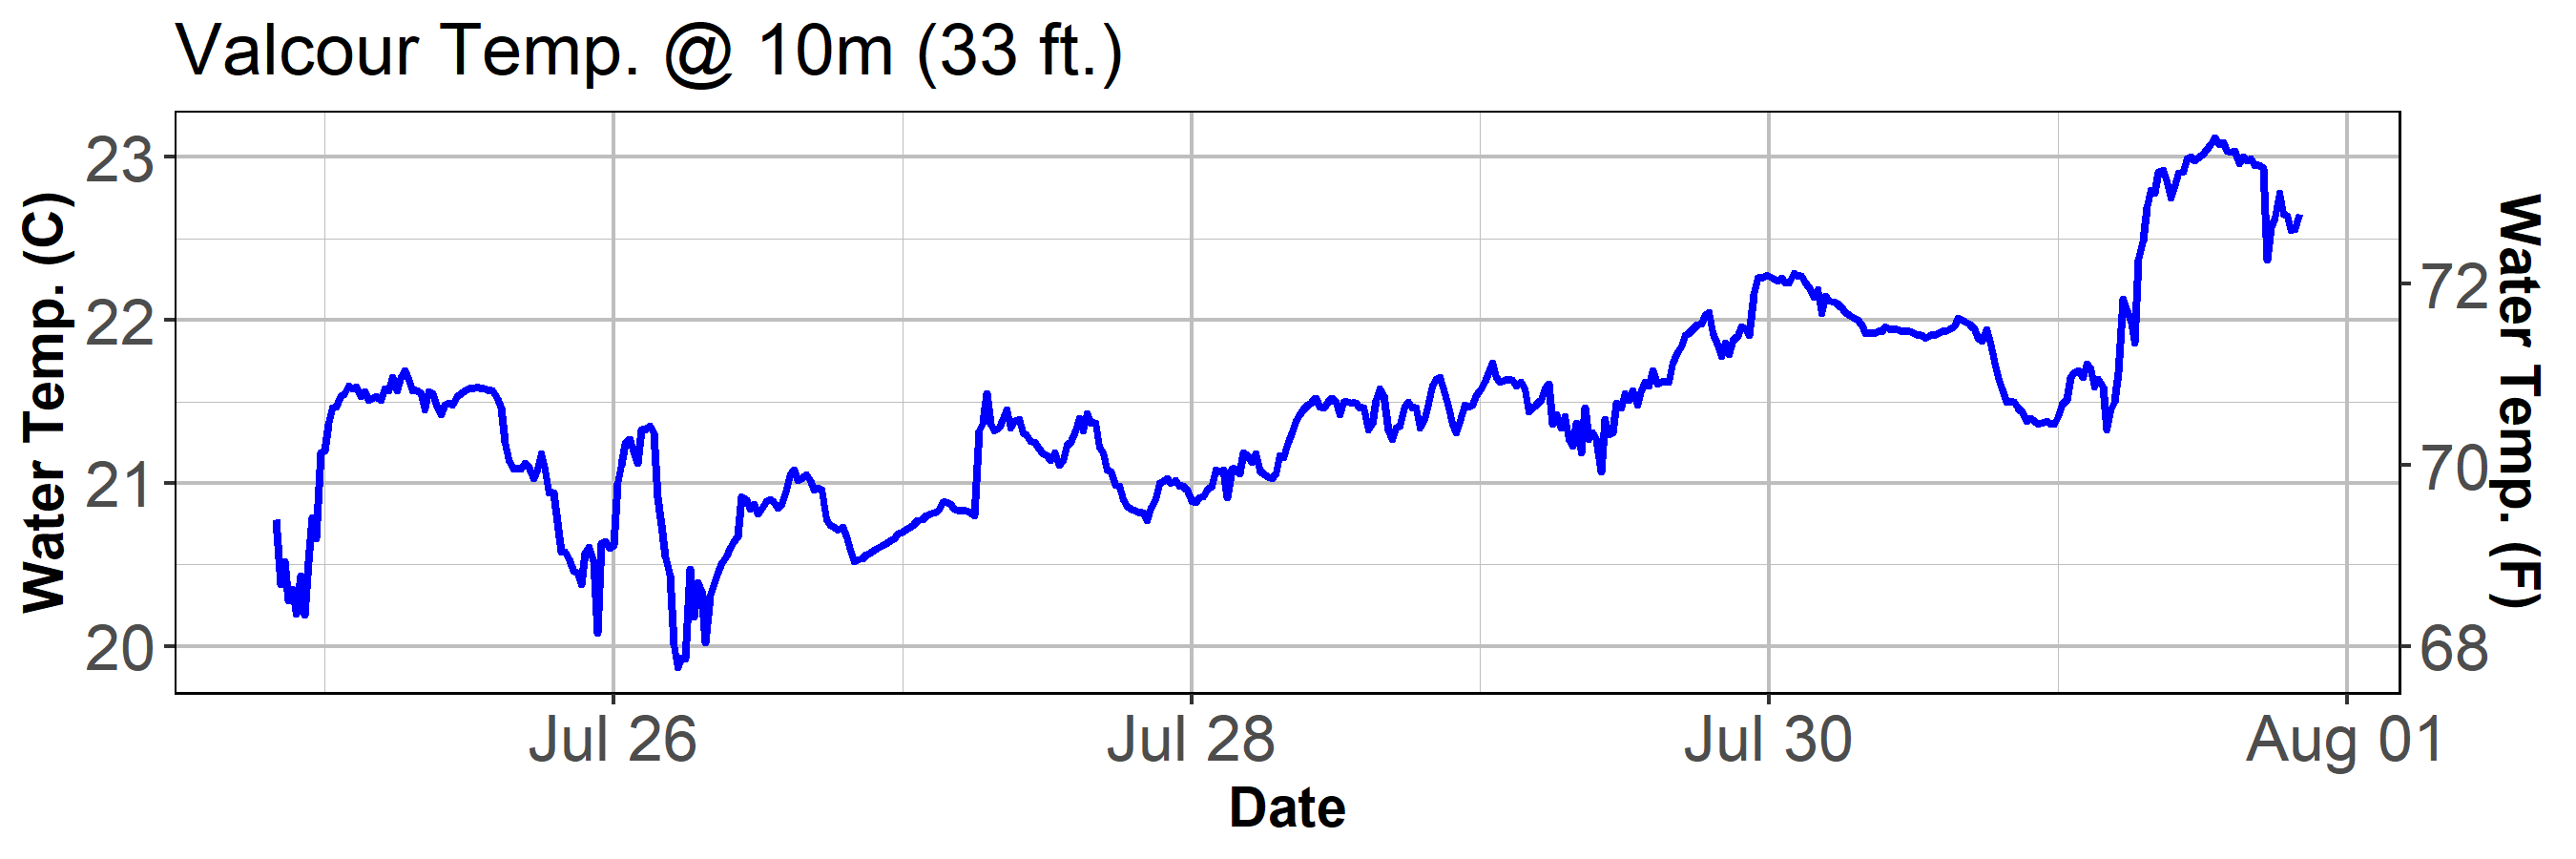 Valcour Temp. @ 10m (33 ft.)
Water Temp. (C)
23
22
21
20
72
70
68
Water Temp. (F)
Jul 26
Jul 28
Jul 30
Aug 01
Date